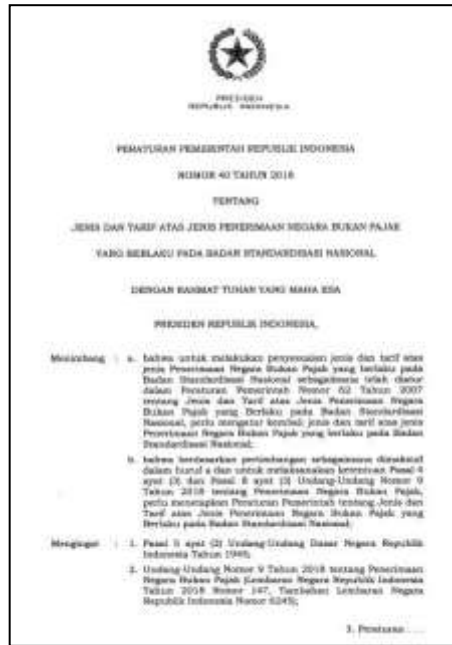 PRESIDEN
REPUBLIK INDONESIA
PERATURAN PEMERINTAH REPUBLIK INDONESIA
NOMOR 40 TAHUN 2018
TENTANG
JENIS DAN TARIF ATAS JENIS PENERIMAAN NEGARA BUKAN PAJAK
YANG BERLAKU PADA BADAN STANDARDISASI NASIONAL
DENGAN RAHMAT TUHAN YANG MAHA ESA
PRESIDEN REPUBLIK INDONESIA,
Menimbang : a. bahwa untuk melakukan penyesuaian jenis dan tarif atas
jenis Penerimaan Negara Bukan Pajak yang berlaku pada
Badan Standardisasi Nasional sebagaimana telah diatur
dalam Peraturan Pemerintah Nomor 62 Tahun 2007
tentang Jenis dan Tarif atas Jenis Penerimaan Negara
Bukan Pajak yang Berlaku pada Badan Standardisasi
Nasional, perlu mengatur kembali jenis dan tarif atas jenis
Penerimaan Negara Bukan Pajak yang berlaku pada Badan
Standardisasi Nasional;
b. bahwa berdasarkan pertimbangan sebagaimana dimaksud
dalam huruf a dan untuk melaksanakan ketentuan Pasal 4
ayat (3) dan Pasal 8 ayat (3) Undang-Undang Nomor 9
Tahun 2018 tentang Penerimaan Negara Bukan Pajak,
perlu menetapkan Peraturan Pemerintah tentang Jenis dan
Tarif atas Jenis Penerimaan Negara Bukan Pajak yang
Berlaku pada Badan Standardisasi Nasional;
Mengingat : 1. Pasal 5 ayat (2) Undang-Undang Dasar Negara Republik
Indonesia Tahun 1945;
2. Undang-Undang Nomor 9 Tahun 2018 tentang Penerimaan
Negara Bukan Pajak (Lembaran Negara Republik Indonesia
Tahun 2018 Nomor 147, Tambahan Lembaran Negara
Republik Indonesia Nomor 6245);
3. Peraturan . . .